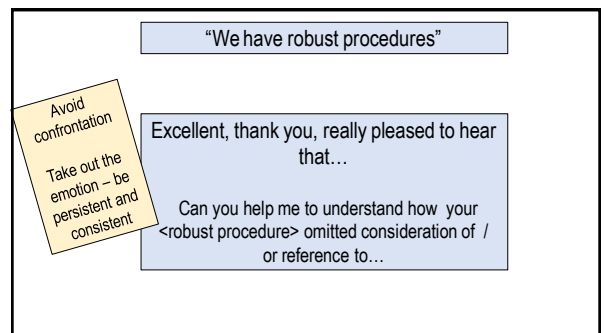 “We have robust procedures”
Avoid
confrontation
Take out the
emotion – be
persistent and
consistent
Excellent, thank you, really pleased to hear
that…
Can you help me to understand how your
<robust procedure> omitted consideration of /
or reference to…